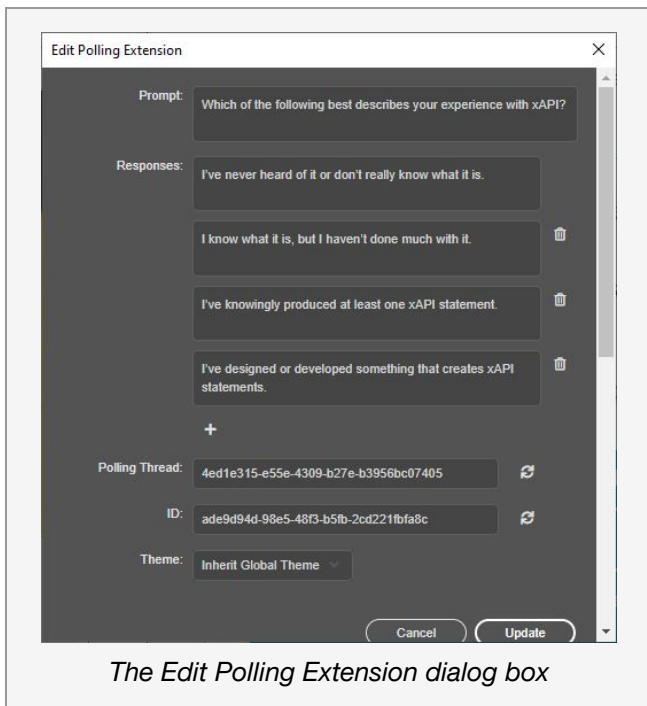 Edit Polling Extension
Prompt:
Which of the following best describes your experience with xAPI?
Responses:
I've never heard of it or don't really know what it is.
I know what it is, but I haven't done much with it.
I've knowingly produced at least one xAPI statement.
I've designed or developed something that creates xAPI
statements.
Polling Thread:
4ed1e315-e55e-4309-b27e-b3956bc07405
ID:
ade9d94d-98e5-48f3-b5fb-2cd221fbfa8c
Theme:
Inherit Global Theme
Cancel
Update
The Edit Polling Extension dialog box